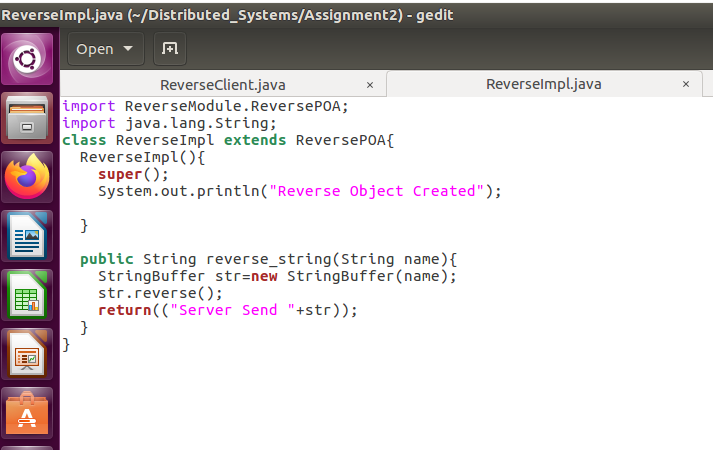 ReverseImpl.java (~/Distributed_Systems/Assignment2) - gedit
Open
ReverseClient.java × ReverseImpl.java ×
import ReverseModule.ReversePOA;
import java.lang.String;
class ReverseImpl extends ReversePOA{
  ReverseImpl(){
    super();
    System.out.println("Reverse Object Created");

  }

  public String reverse_string(String name){
    StringBuffer str=new StringBuffer(name);
    str.reverse();
    return(("Server Send "+str));
  }
}